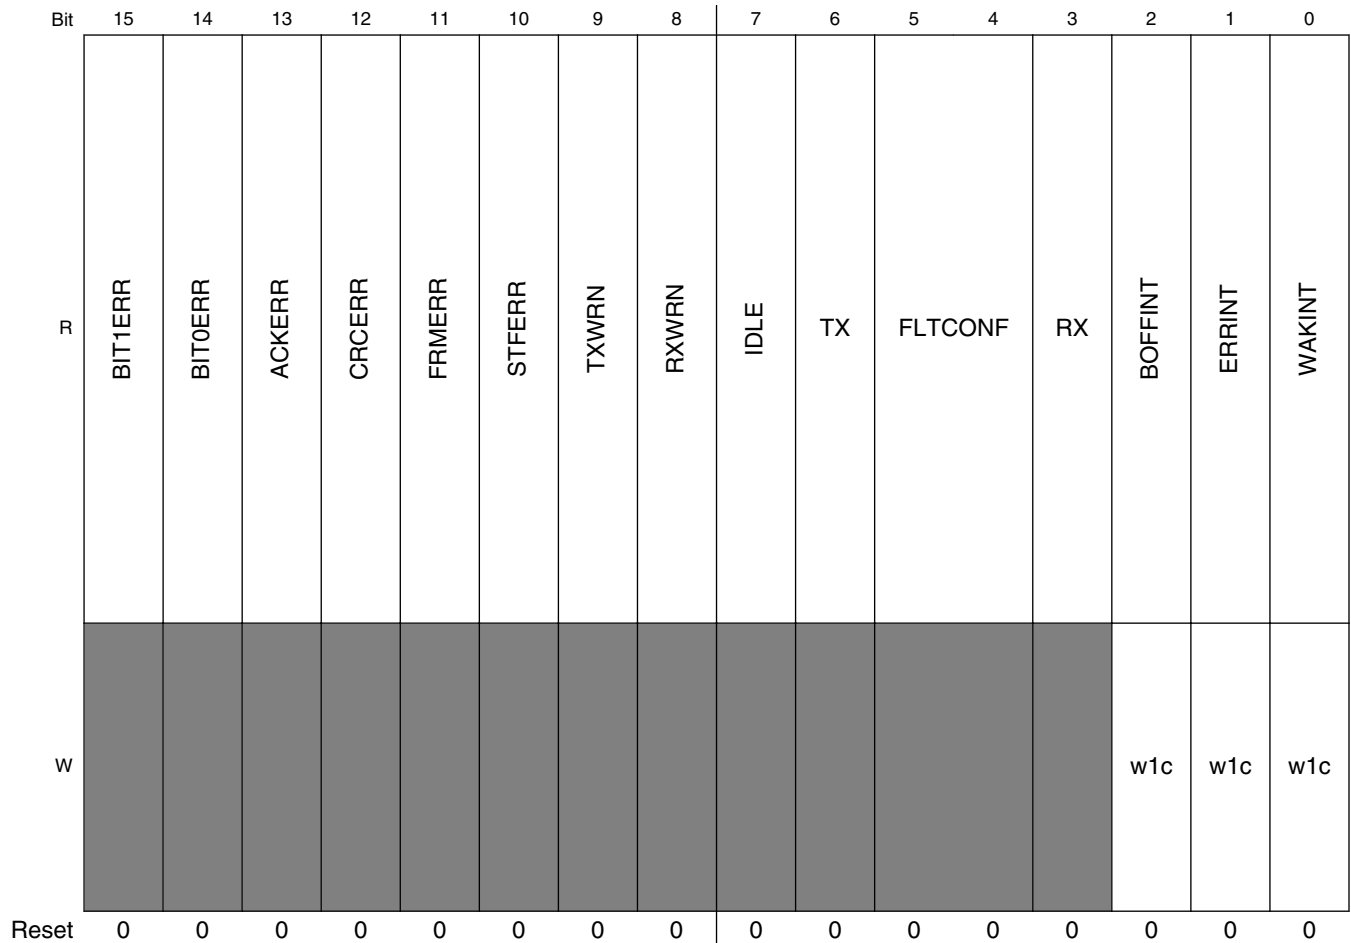 Bit 15 14 13 12 11 10 9 8 7 6 5 4 3 2 1 0
R BIT1ERR BIT0ERR ACKERR CRCERR FRMERR STFERR TXWRN RXWRN IDLE TX FLTCONF RX BOFFINT ERRINT WAKINT
W w1c w1c w1c
Reset 0 0 0 0 0 0 0 0 0 0 0 0 0 0 0 0